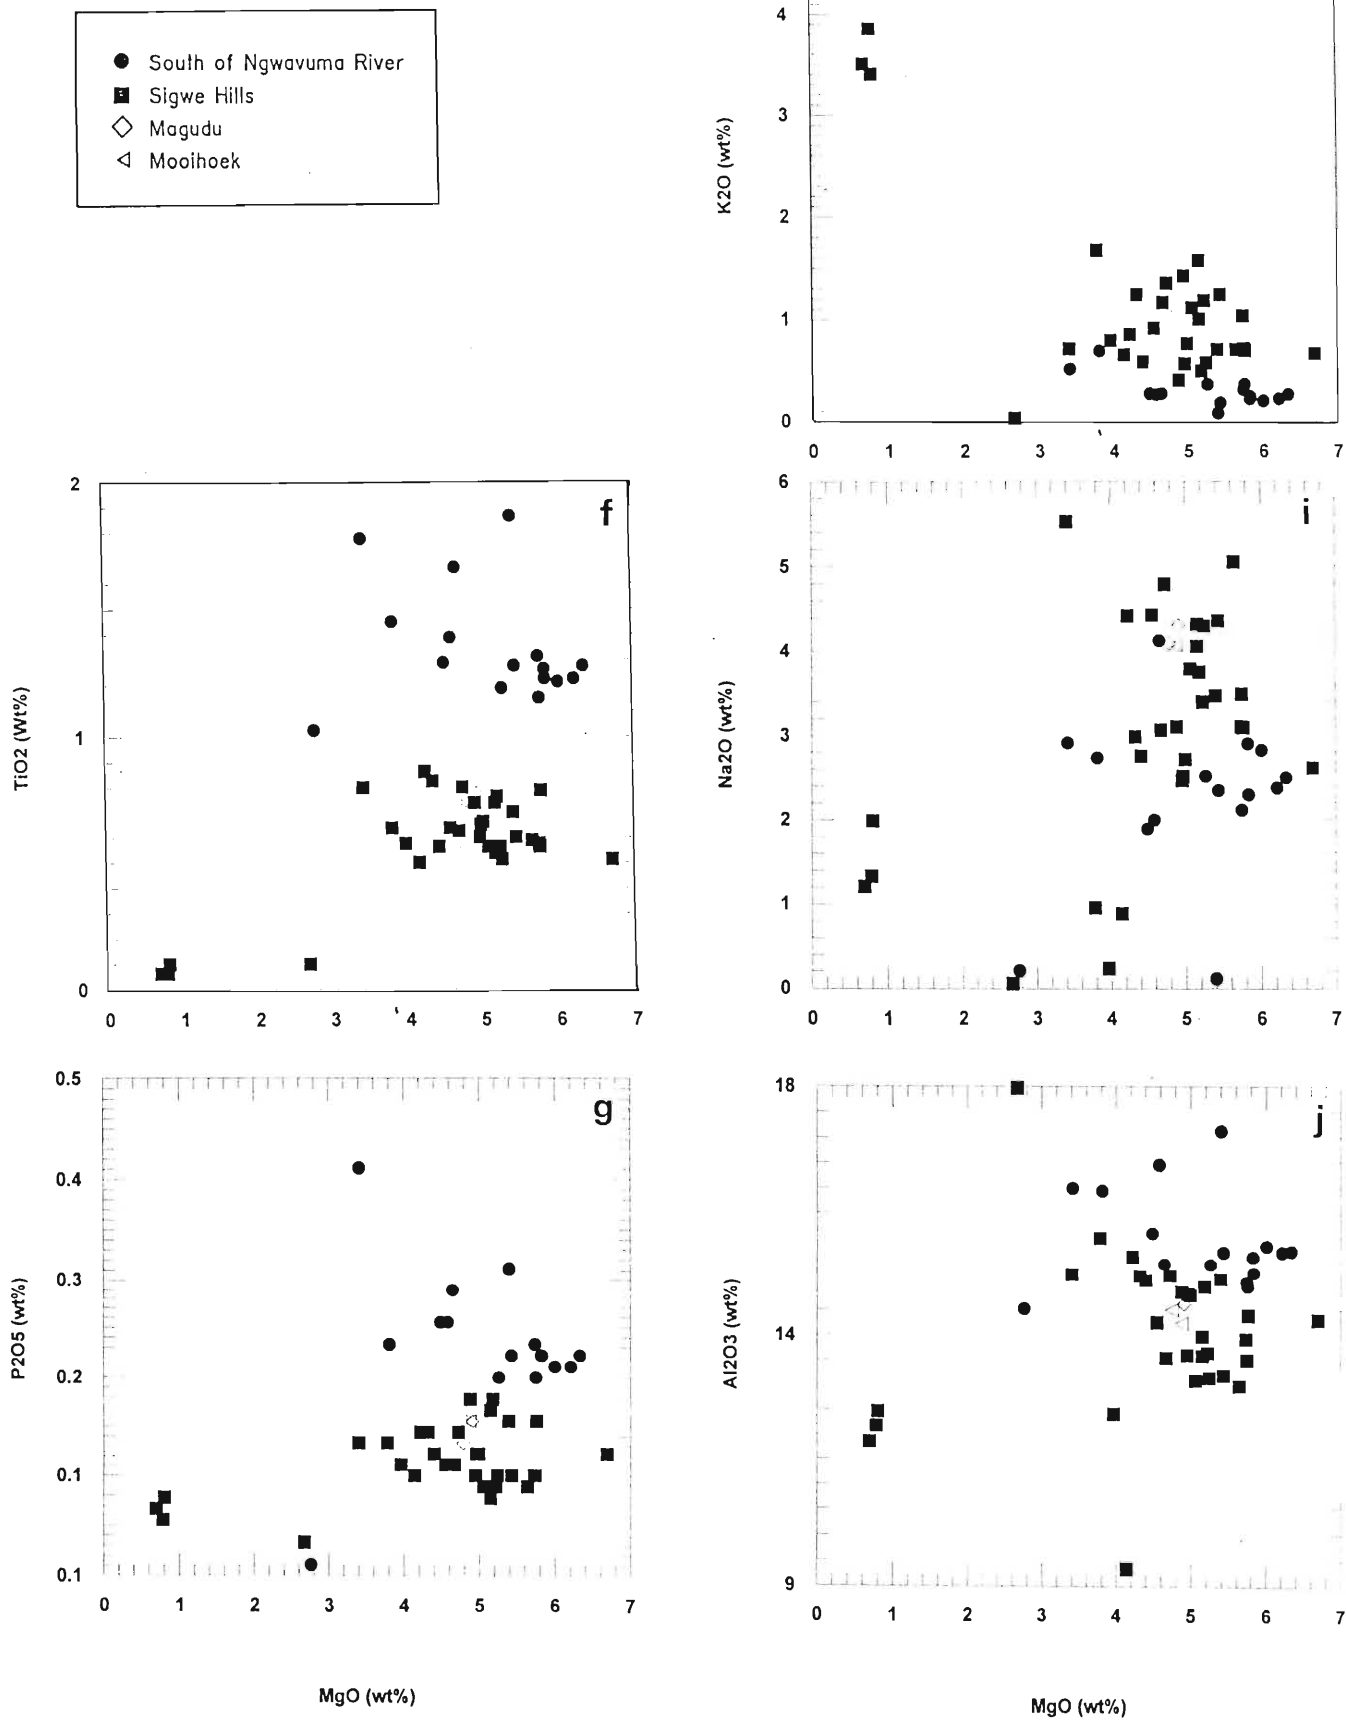 South of Ngwavuma River
Sigwe Hills
Magudu
Mooihoek
4
3
2
1
0
K2O (wt%)
0 1 2 3 4 5 6 7
f
2
1
0
TiO2 (Wt%)
0 1 2 3 4 5 6 7
i
6
5
4
3
2
1
0
Na2O (wt%)
0 1 2 3 4 5 6 7
g
0.5
0.4
0.3
0.2
0.1
0.1
P2O5 (wt%)
0 1 2 3 4 5 6 7
MgO (wt%)
j
18
14
9
Al2O3 (wt%)
0 1 2 3 4 5 6 7
MgO (wt%)